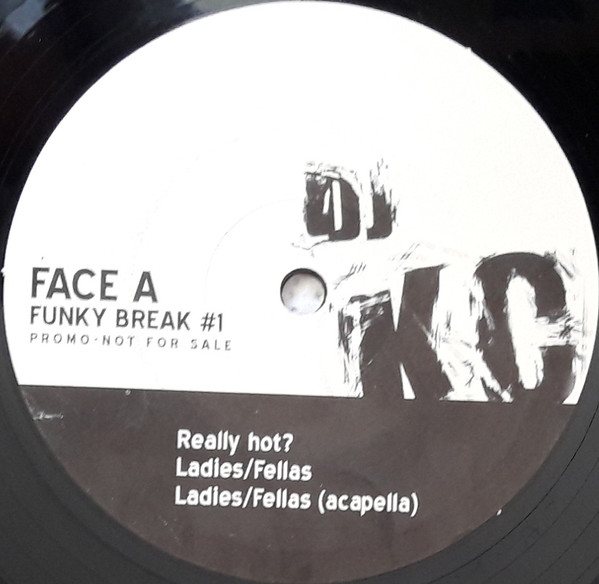 DJ
KC
FACE A
FUNKY BREAK #1
PROMO-NOT FOR SALE
Really hot?
Ladies/Fellas
Ladies/Fellas (acapella)